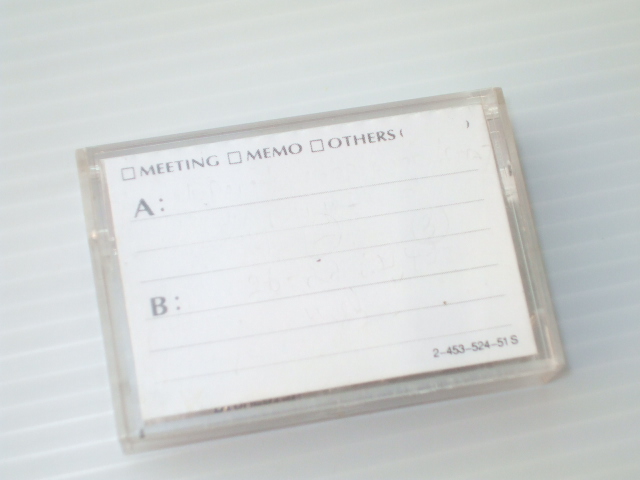 □ MEETING □ MEMO □ OTHERS ( )
A:
B:
2-453-524-51 S